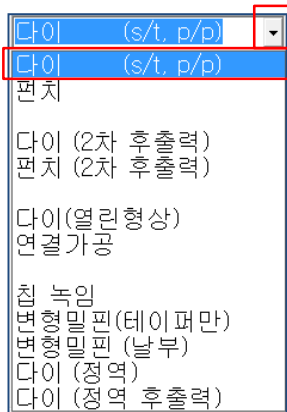 다이 (s/t, p/p)
다이 (s/t, p/p)
펀치
다이 (2차 후출력)
펀치 (2차 후출력)
다이(열린형상)
연결가공
칩 녹임
변형밀핀(테이퍼만)
변형밀핀 (날부)
다이 (정역)
다이 (정역 후출력)